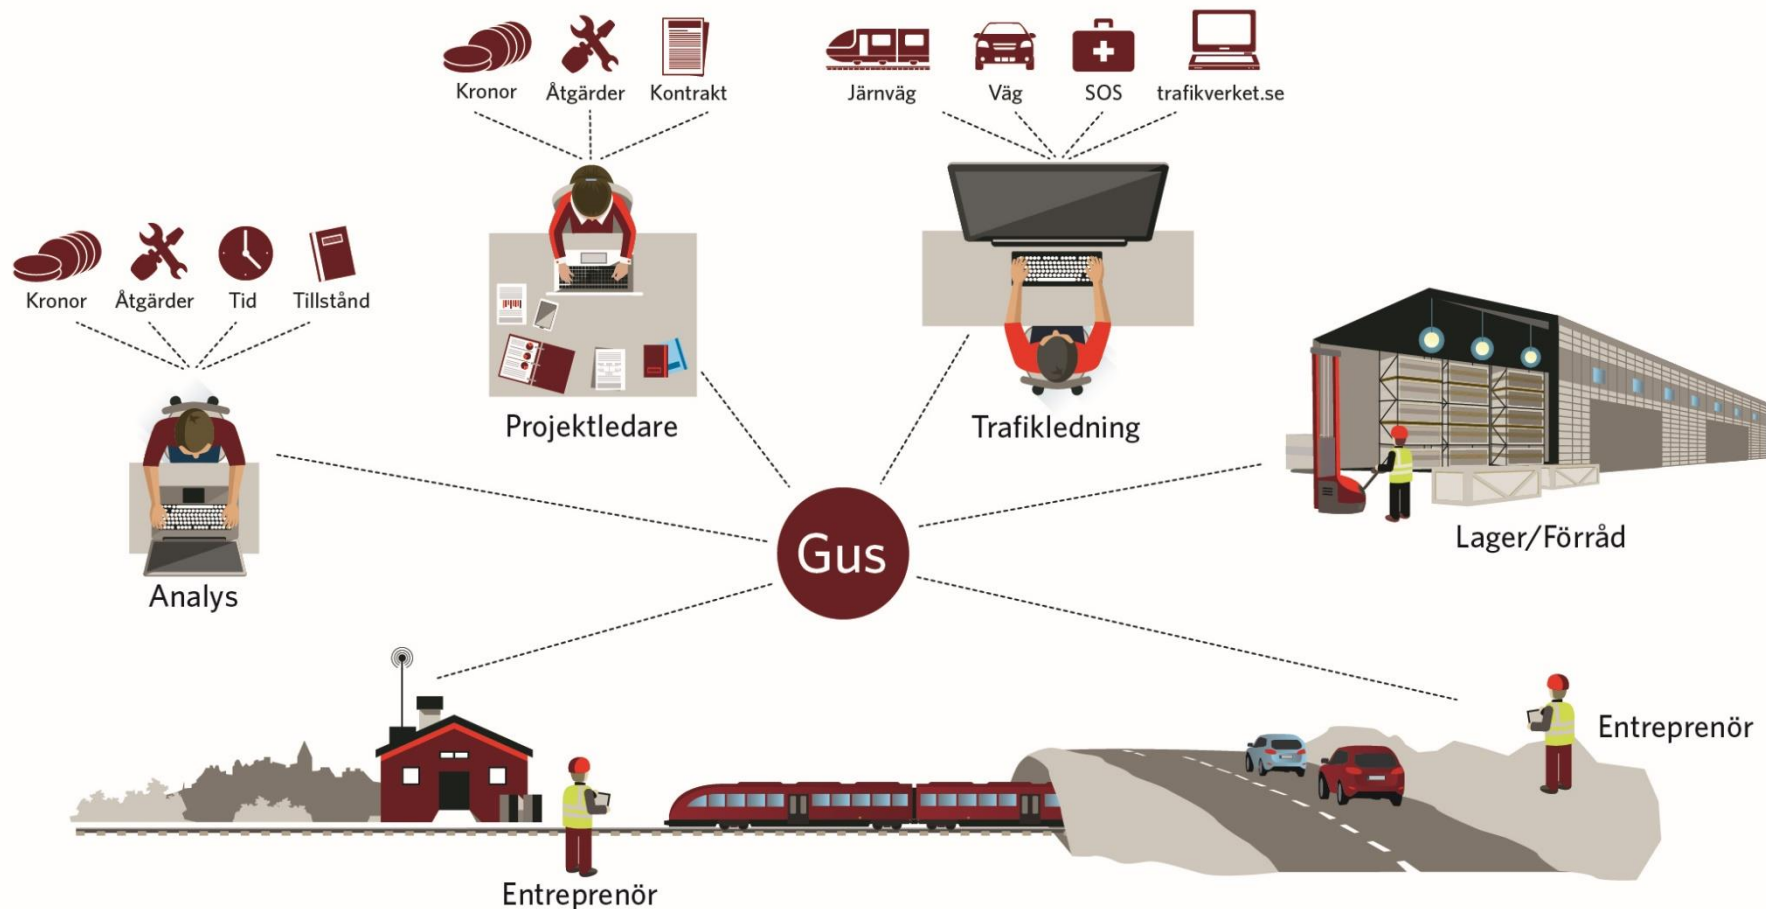 Kronor
Åtgärder
Kontrakt
Järnväg
Väg
SOS
trafikverket.se
Kronor
Åtgärder
Tid
Tillstånd
Projektledare
Trafikledning
Lager/Förråd
Gus
Analys
Entreprenör
Entreprenör